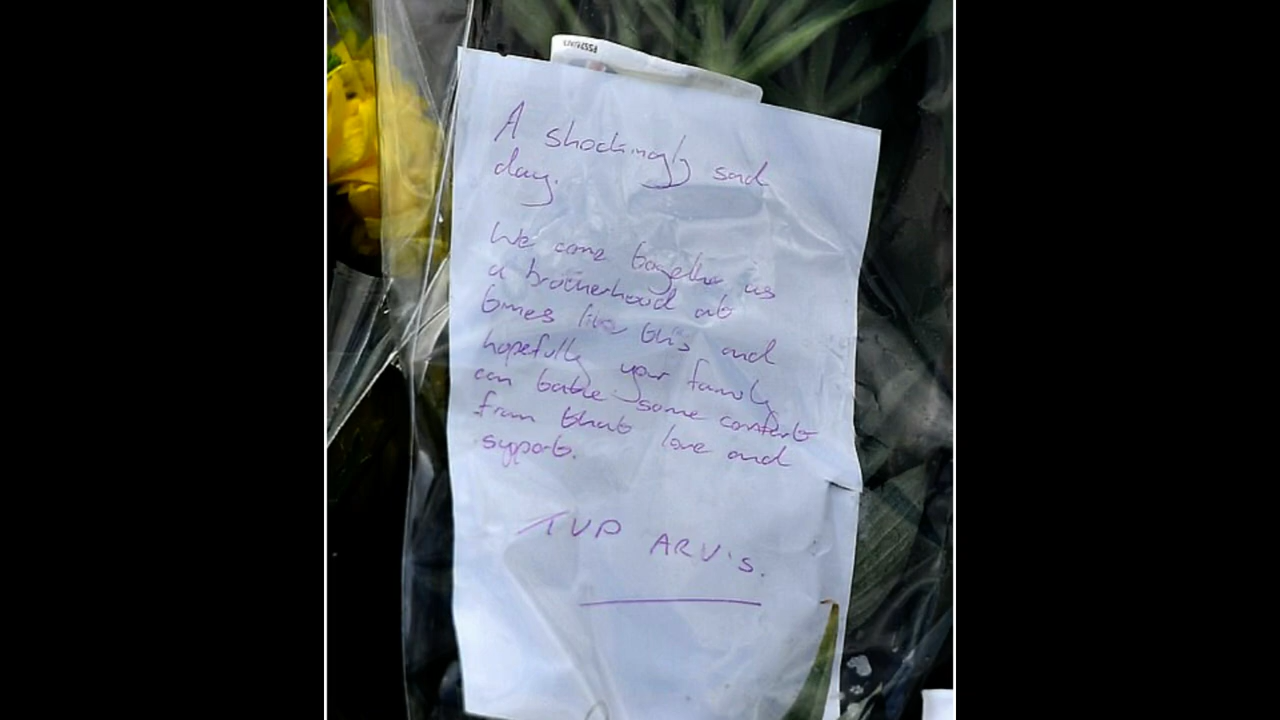 A shockingly sad
day.
We come together as
a brotherhood at
times like this and
hopefully your family
can take some comfort
from that love and
support.
TVP ARV's.